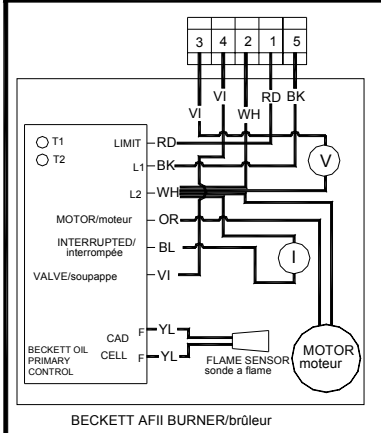 3 4 2 1 5
VI VI WH RD BK
T1
T2
LIMIT RD
L1 BK
L2 WH
V
MOTOR/moteur OR
INTERRUPTED/
interrompée BL
I
VALVE/soupappe VI
CAD
CELL
F YL
F YL
BECKETT OIL
PRIMARY
CONTROL
FLAME SENSOR
sonde a flame
MOTOR
moteur
BECKETT AFII BURNER/brûleur